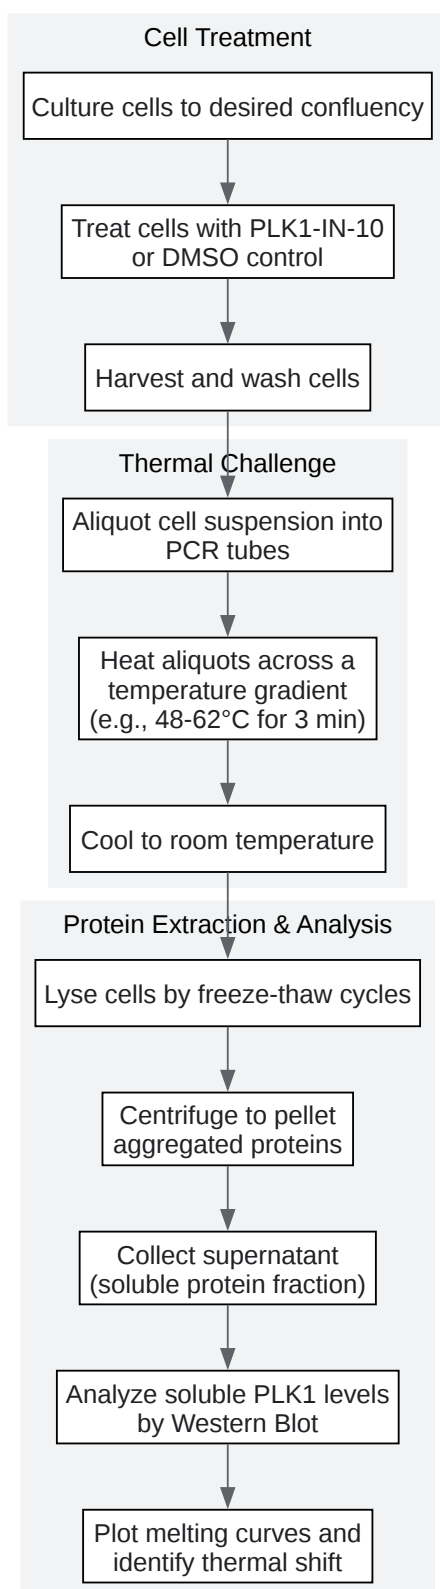 Cell Treatment
Culture cells to desired confluency
Treat cells with PLK1-IN-10
or DMSO control
Harvest and wash cells
Thermal Challenge
Aliquot cell suspension into
PCR tubes
Heat aliquots across a
temperature gradient
(e.g., 48-62°C for 3 min)
Cool to room temperature
Protein Extraction & Analysis
Lyse cells by freeze-thaw cycles
Centrifuge to pellet
aggregated proteins
Collect supernatant
(soluble protein fraction)
Analyze soluble PLK1 levels
by Western Blot
Plot melting curves and
identify thermal shift